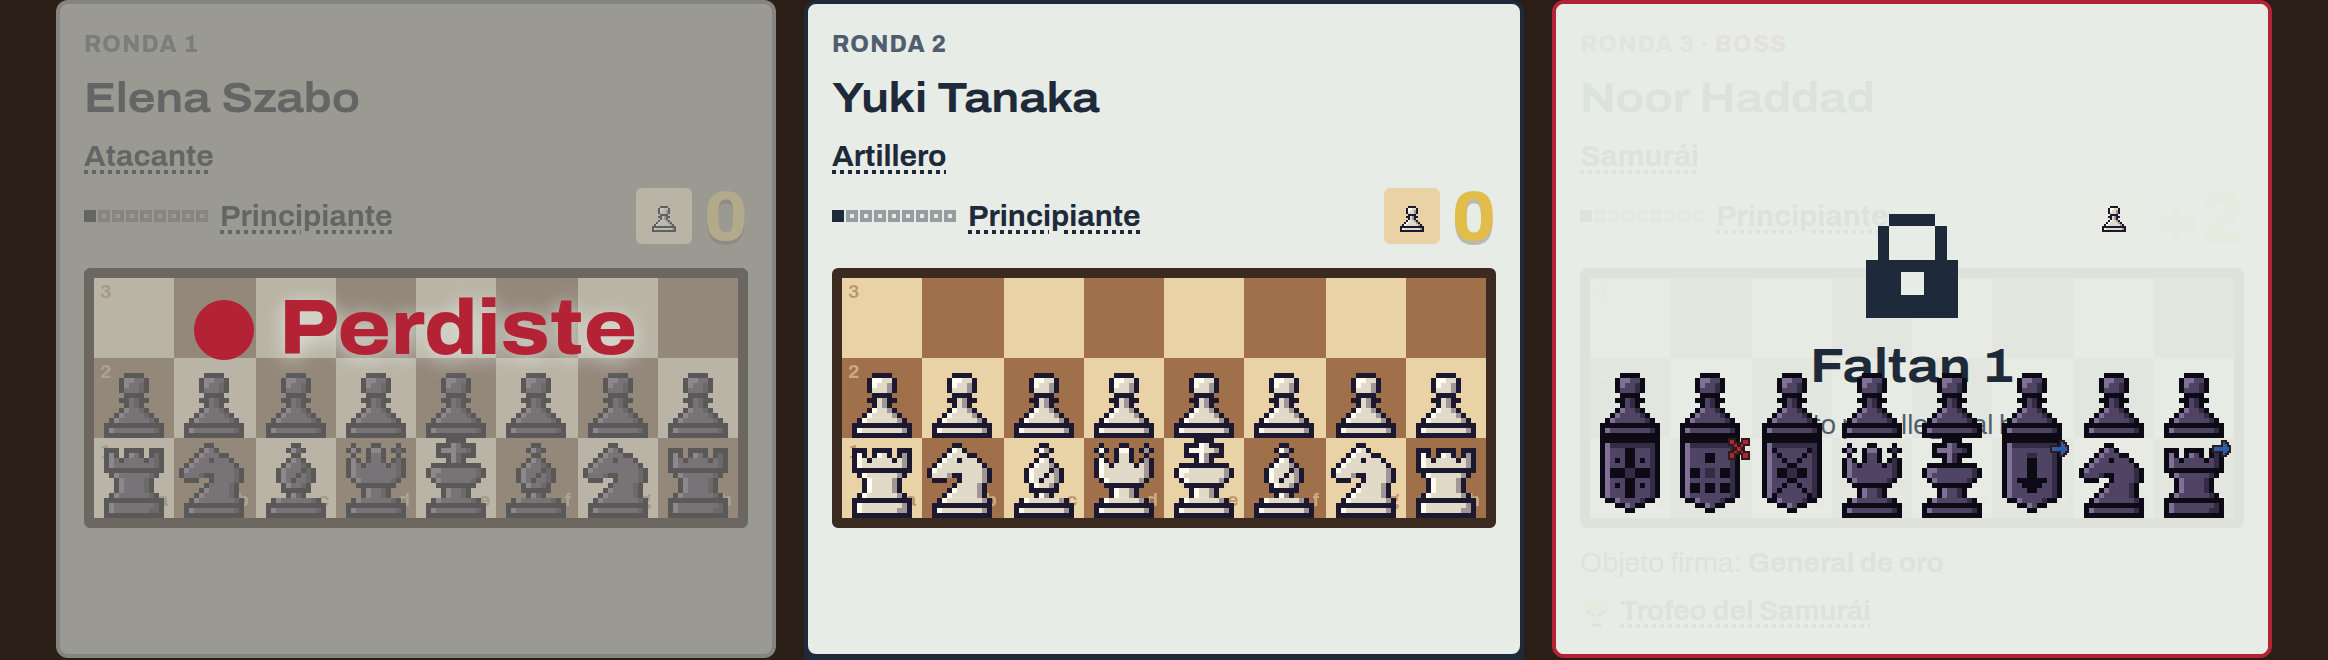 RONDA 1
Elena Szabo
Atacante
Principiante
0
3
Perdiste
2
e
f
RONDA 2
Yuki Tanaka
Artillero
Principiante
0
3
2
d
e
f
RONDA 3 · BOSS
Noor Haddad
Samurái
Principiante
+2
Faltan 1
Objeto firma: General de oro
Trofeo del Samurái